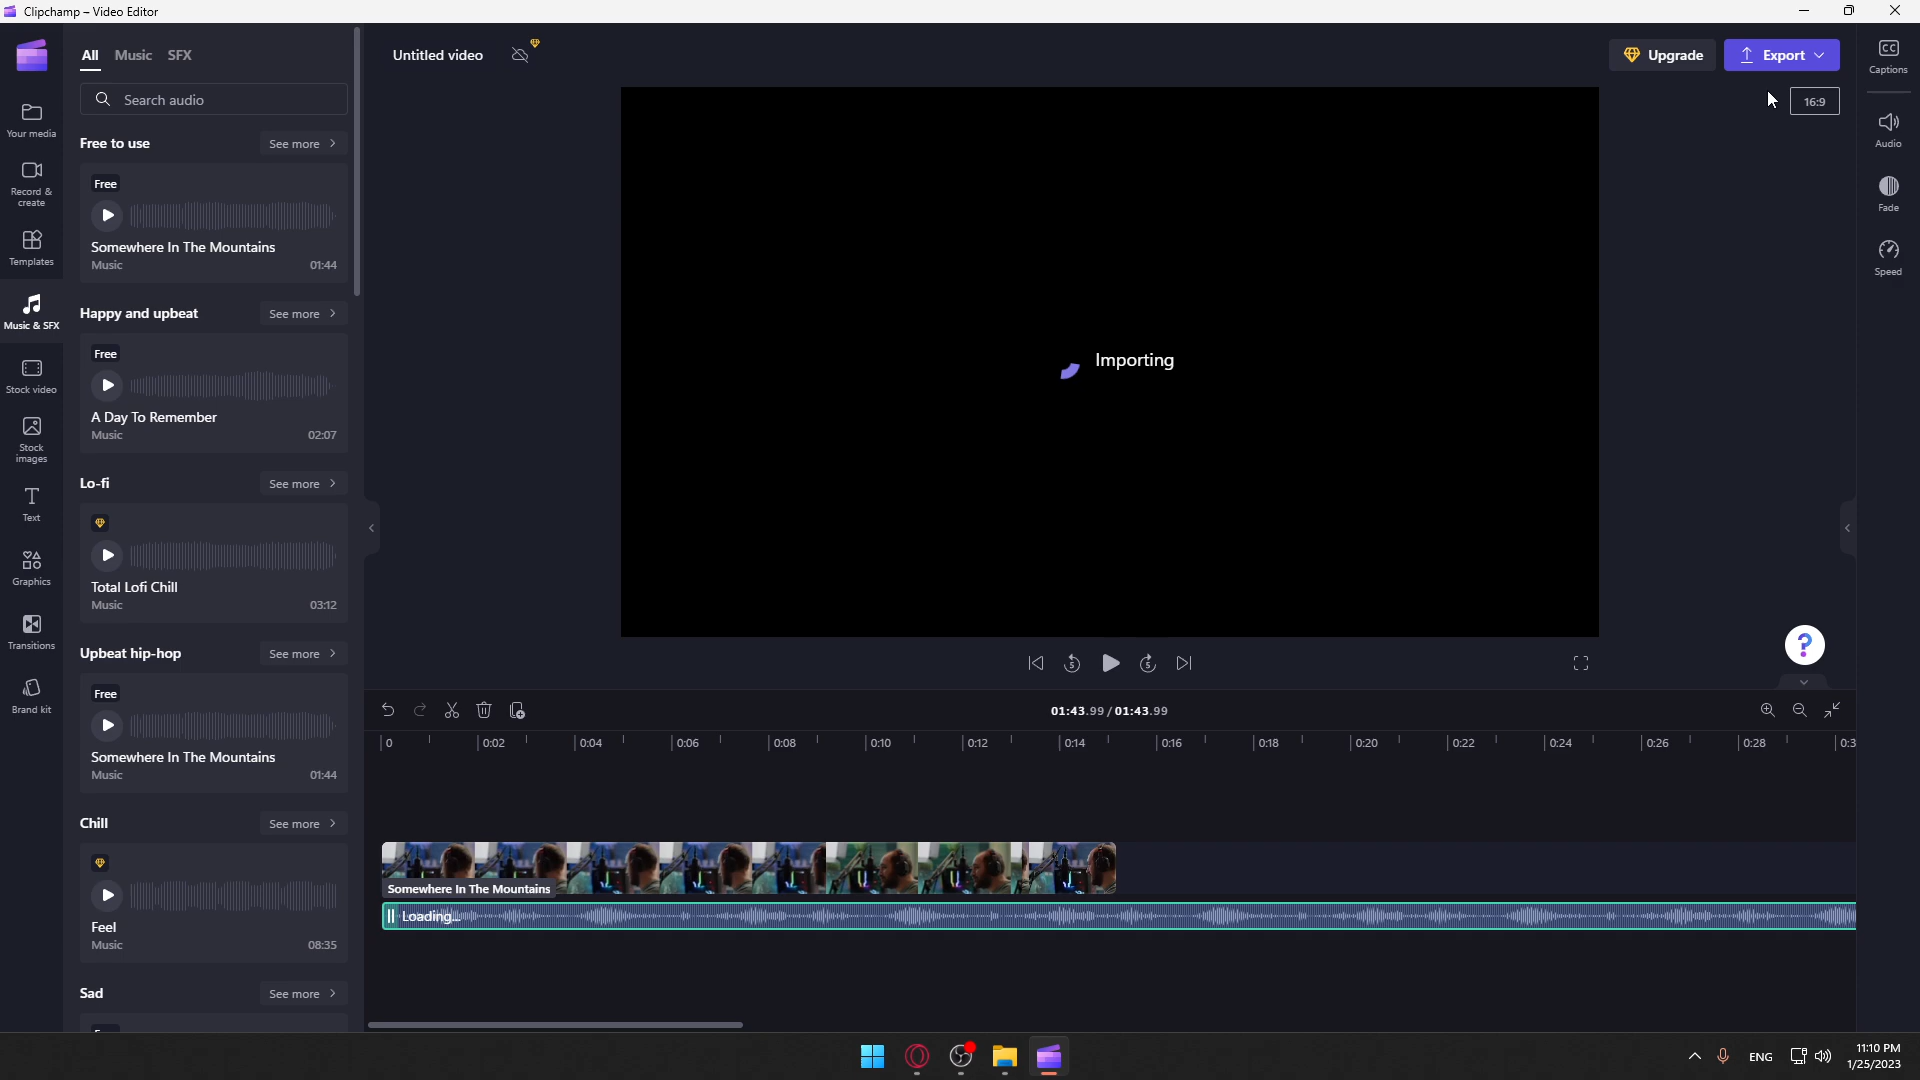 Clipchamp – Video Editor
All Music SFX
Search audio
Free to use See more
Free
Somewhere In The Mountains
Music 01:44
Happy and upbeat See more
Free
A Day To Remember
Music 02:07
Lo-fi See more
Total Lofi Chill
Music 03:12
Upbeat hip-hop See more
Free
Somewhere In The Mountains
Music 01:44
Chill See more
Feel
Music 08:35
Sad See more
Your media
Record &
create
Templates
Music & SFX
Stock video
Stock
images
Text
Graphics
Transitions
Brand kit
Untitled video
Upgrade
Export
16:9
CC
Captions
Audio
Fade
Speed
Importing
5
5
?
01:43.99 / 01:43.99
0 0:02 0:04 0:06 0:08 0:10 0:12 0:14 0:16 0:18 0:20 0:22 0:24 0:26 0:28 0:3
Somewhere In The Mountains
Loading...
ENG
11:10 PM
1/25/2023